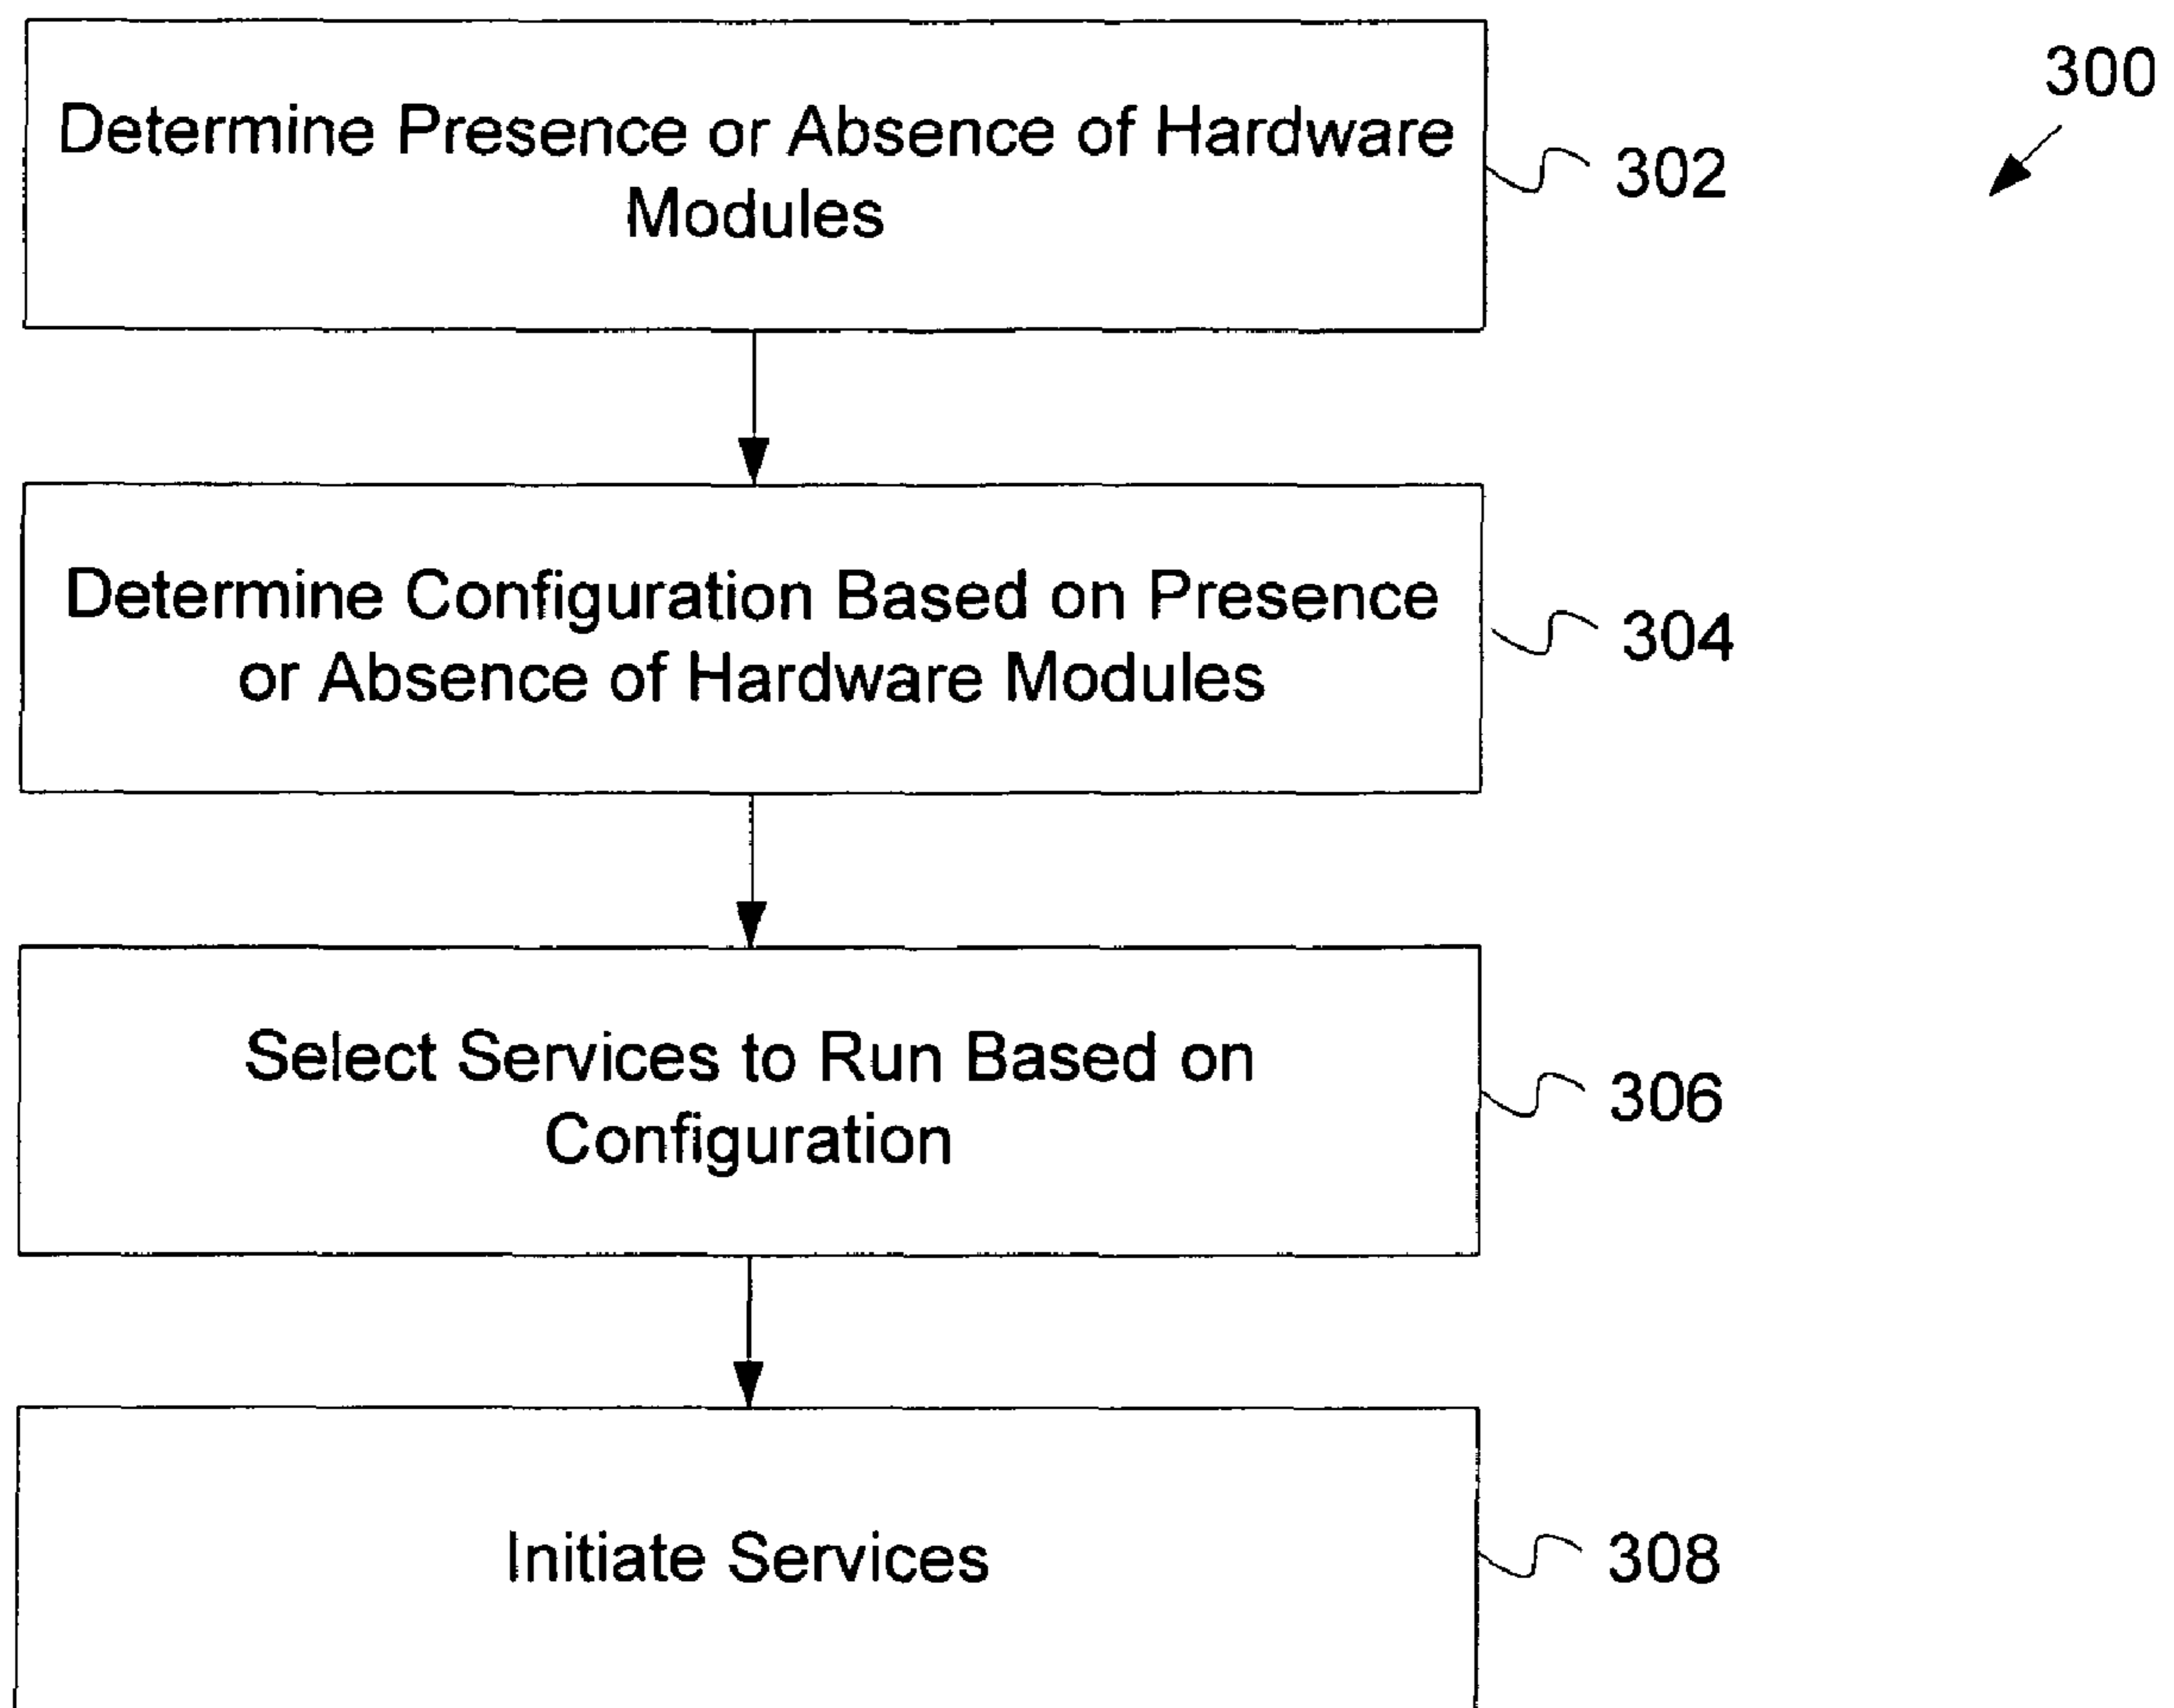 300
Determine Presence or Absence of Hardware
Modules
302
Determine Configuration Based on Presence
or Absence of Hardware Modules
304
Select Services to Run Based on
Configuration
306
Initiate Services
308